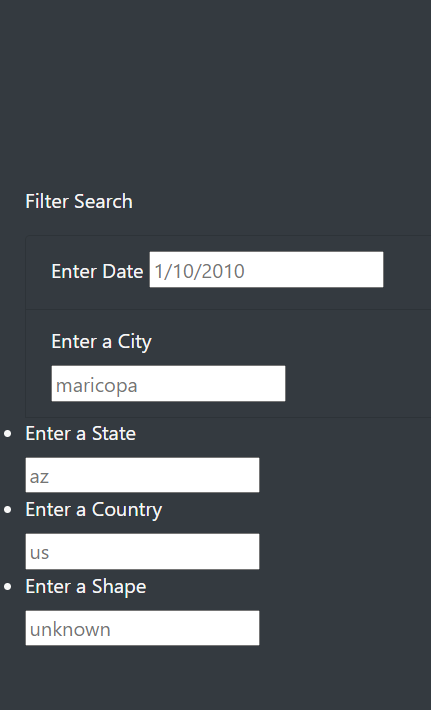 Filter Search
Enter Date 1/10/2010
Enter a City
maricopa
Enter a State
az
Enter a Country
us
Enter a Shape
unknown